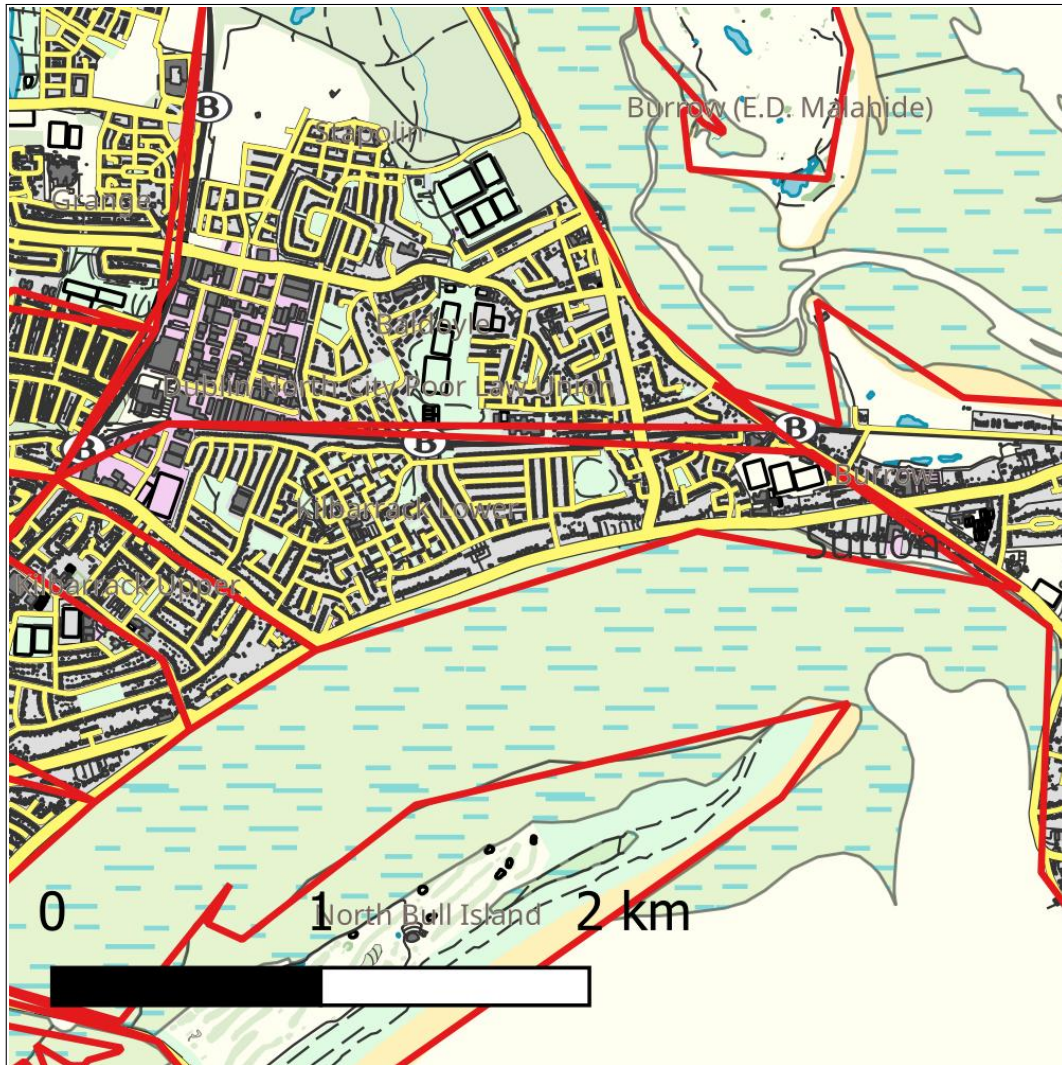 B
Burrow (E.D. Malahide)
Stapolin
Grange
Baldoyle
Dublin North City Poor Law Union
B
B
B
Burrow
Kilbarrack Lower
Sutton
Kilbarrack Upper
North Bull Island
0 1 2 km